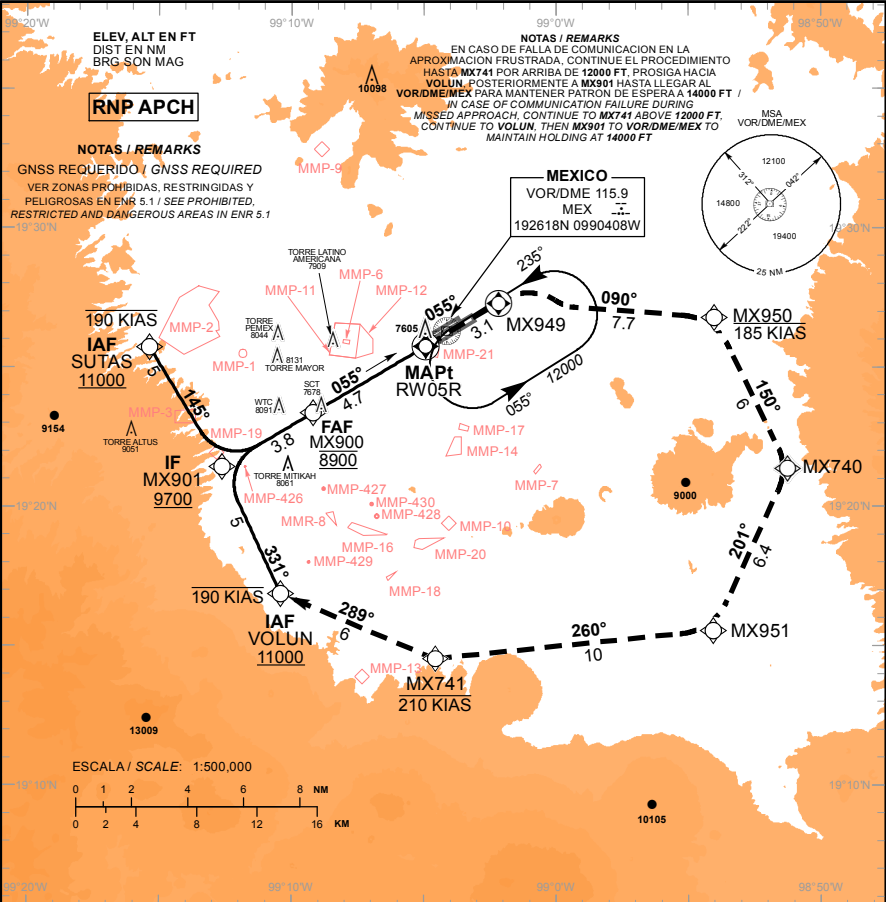 99°20'W
99°10'W
99°0'W
98°50'W
ELEV, ALT EN FT
DIST EN NM
BRG SON MAG
RNP APCH
NOTAS / REMARKS
GNSS REQUERIDO / GNSS REQUIRED
VER ZONAS PROHIBIDAS, RESTRINGIDAS Y
PELIGROSAS EN ENR 5.1 / SEE PROHIBITED,
RESTRICTED AND DANGEROUS AREAS IN ENR 5.1
10098
MMP-9
NOTAS / REMARKS
EN CASO DE FALLA DE COMUNICACION EN LA
APROXIMACION FRUSTRADA, CONTINUE EL PROCEDIMIENTO
HASTA MX741 POR ARRIBA DE 12000 FT, PROSIGA HACIA
VOLUN, POSTERIORMENTE A MX901 HASTA LLEGAR AL
VOR/DME/MEX PARA MANTENER PATRON DE ESPERA A 14000 FT /
IN CASE OF COMMUNICATION FAILURE DURING
MISSED APPROACH, CONTINUE TO MX741 ABOVE 12000 FT,
CONTINUE TO VOLUN, THEN MX901 TO VOR/DME/MEX TO
MAINTAIN HOLDING AT 14000 FT
MSA
VOR/DME/MEX
12100
312°
042°
14800
222°
19400
25 NM
MEXICO
VOR/DME 115.9
MEX
192618N 0990408W
19°30'N
19°30'N
TORRE LATINO
AMERICANA
7909
MMP-6
MMP-11
MMP-12
235°
055°
090°
7.7
190 KIAS
IAF
SUTAS
11000
MMP-2
TORRE
PEMEX
8044
7605
3.1
MX949
MX950
185 KIAS
MMP-1
8131
TORRE MAYOR
MMP-21
MAPt
RW05R
5
145°
SCT
7678
055°
4.7
12000
055°
150°
6
MMP-3
WTC
8091
9154
TORRE ALTUS
9051
MMP-19
3.8
FAF
MX900
8900
MMP-17
MMP-14
IF
MX901
9700
TORRE MITIKAH
8061
MMP-7
MX740
MMP-426
MMP-427
9000
19°20'N
19°20'N
MMP-430
MMP-428
MMR-8
MMP-10
5
MMP-16
MMP-20
201°
6.4
331°
MMP-429
MMP-18
190 KIAS
IAF
VOLUN
11000
289°
6
260°
10
MX951
MMP-13
MX741
210 KIAS
13009
ESCALA / SCALE: 1:500,000
0 1 2 4 6 8 NM
0 2 4 8 12 16 KM
19°10'N
19°10'N
10105
99°20'W
99°10'W
99°0'W
98°50'W